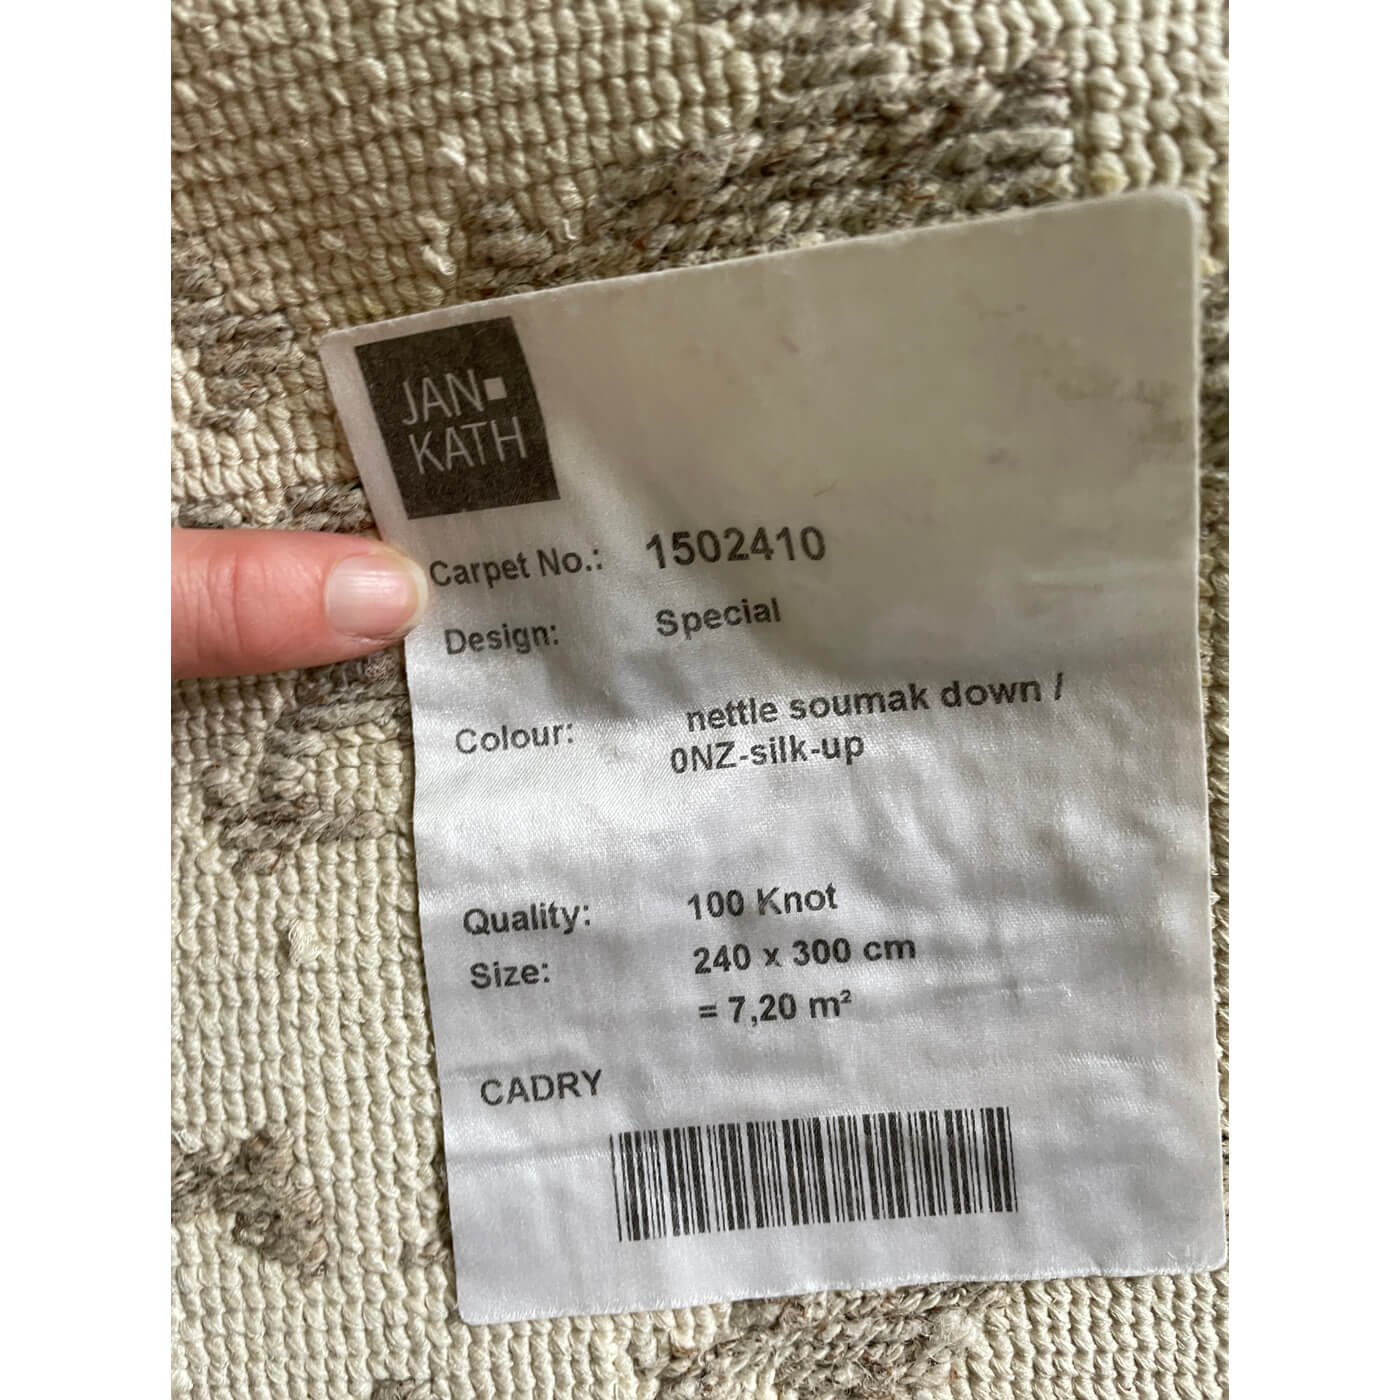 JAN
KATH
Carpet No.: 1502410
Design: Special
Colour: nettle soumak down /
0NZ-silk-up
Quality: 100 Knot
Size: 240 x 300 cm
= 7,20 m²
CADRY